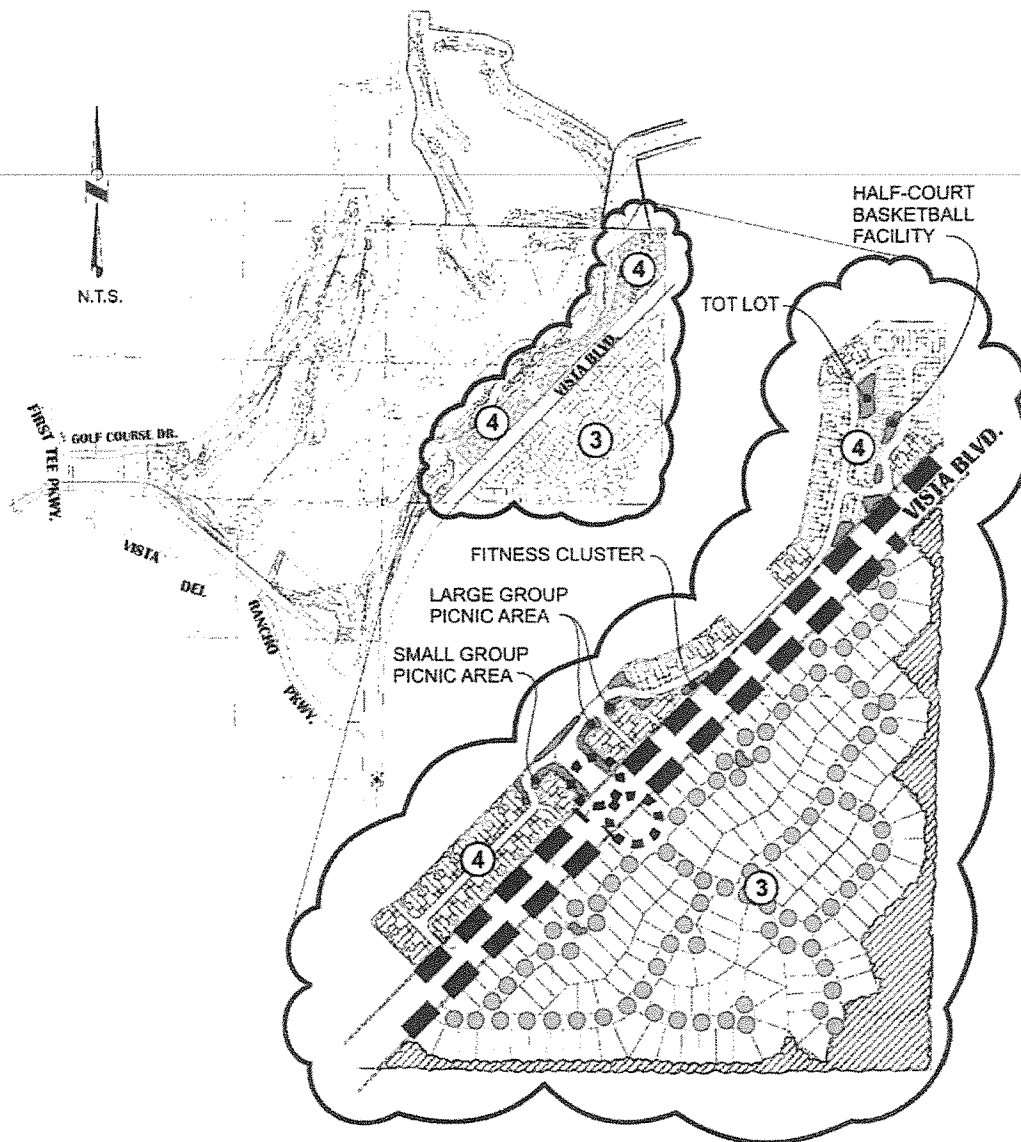 N.T.S.
HALF-COURT
BASKETBALL
FACILITY
TOT LOT
4
VISTA BLVD.
4
3
FIRST TEE PKWY.
GOLF COURSE DR.
VISTA DEL RANCHO PKWY.
4
VISTA BLVD.
FITNESS CLUSTER
LARGE GROUP
PICNIC AREA
SMALL GROUP
PICNIC AREA
4
3